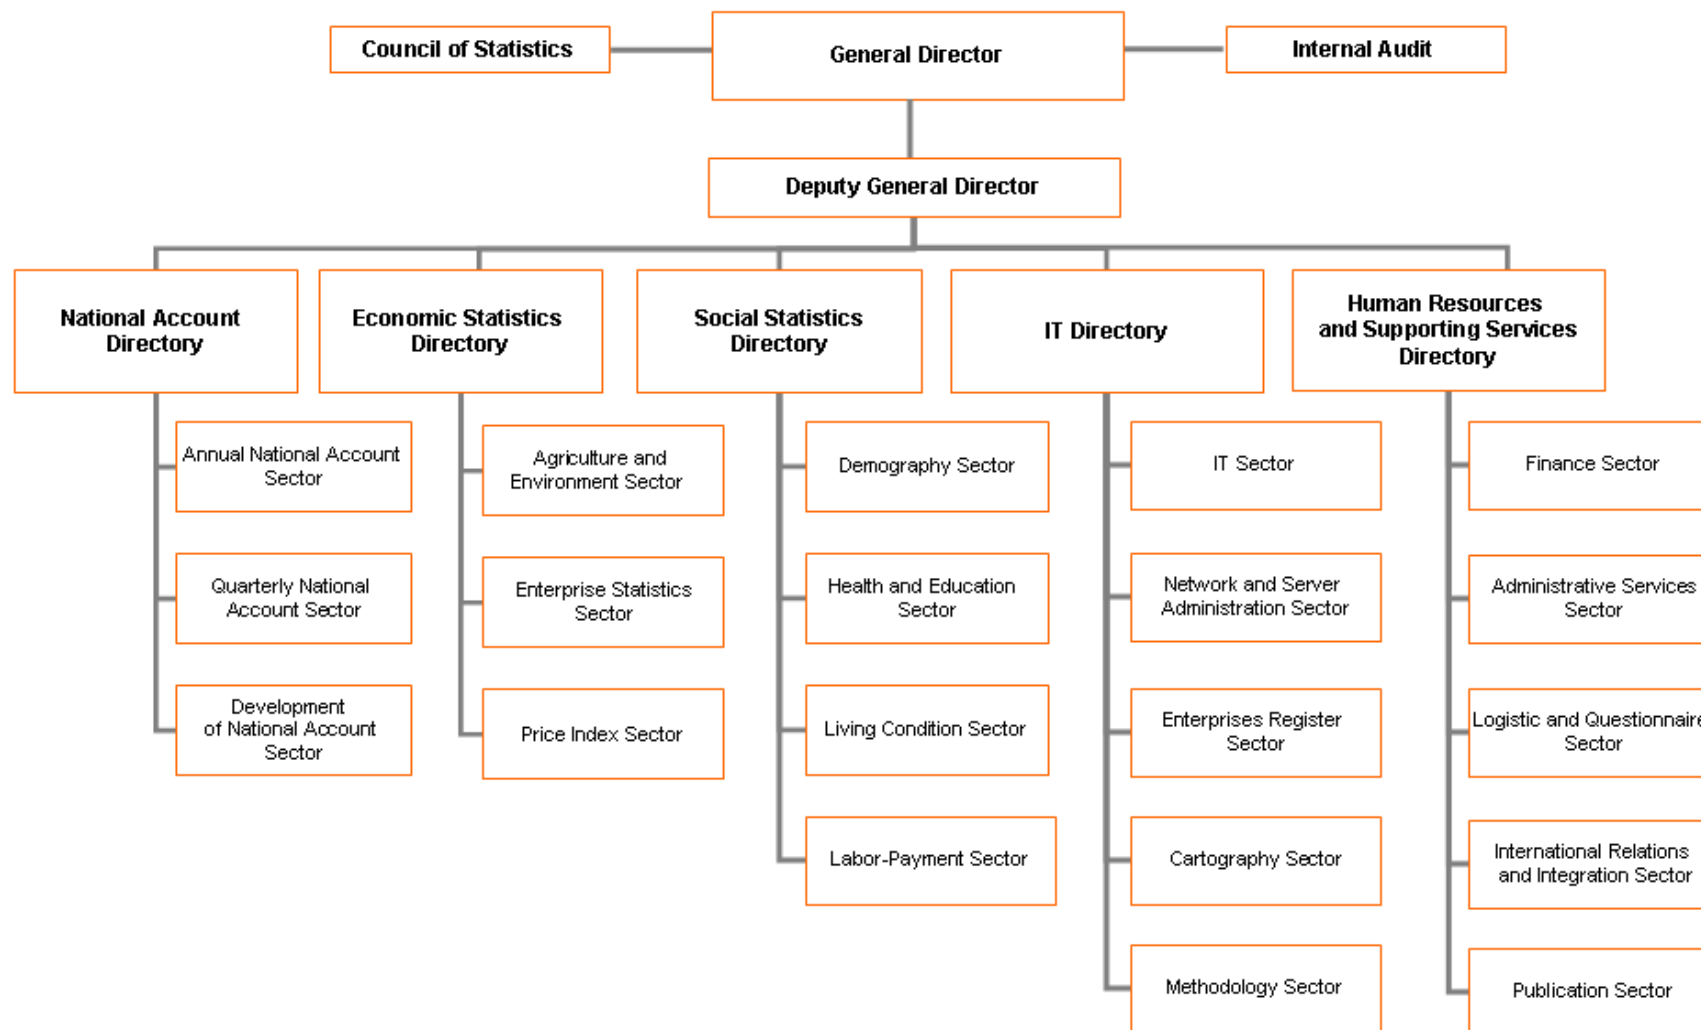 Council of Statistics
General Director
Internal Audit
Deputy General Director
National Account
Directory
Economic Statistics
Directory
Social Statistics
Directory
IT Directory
Human Resources
and Supporting Services
Directory
Annual National Account
Sector
Quarterly National
Account Sector
Development
of National Account
Sector
Agriculture and
Environment Sector
Enterprise Statistics
Sector
Price Index Sector
Demography Sector
Health and Education
Sector
Living Condition Sector
Labor-Payment Sector
IT Sector
Network and Server
Administration Sector
Enterprises Register
Sector
Cartography Sector
Methodology Sector
Finance Sector
Administrative Services
Sector
Logistic and Questionnaire
Sector
International Relations
and Integration Sector
Publication Sector